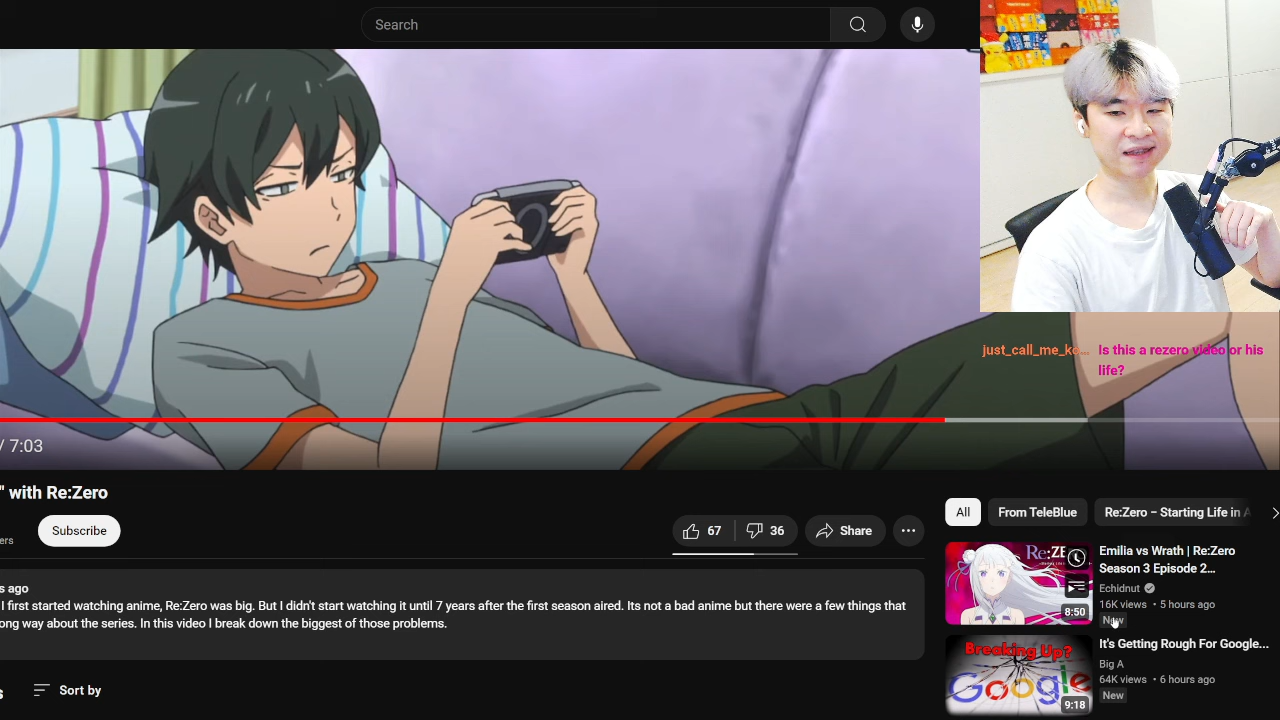 Search
just_call_me_ko... Is this a rezero video or his
life?
/ 7:03
" with Re:Zero
ers
Subscribe
67
36
Share
All
From TeleBlue
Re:Zero – Starting Life in A
s ago
I first started watching anime, Re:Zero was big. But I didn't start watching it until 7 years after the first season aired. Its not a bad anime but there were a few things that
ong way about the series. In this video I break down the biggest of those problems.
s
Sort by
Re:ZE
8:50
Emilia vs Wrath | Re:Zero
Season 3 Episode 2...
Echidnut
16K views • 5 hours ago
New
Breaking Up?
Google
9:18
It's Getting Rough For Google...
Big A
64K views • 6 hours ago
New